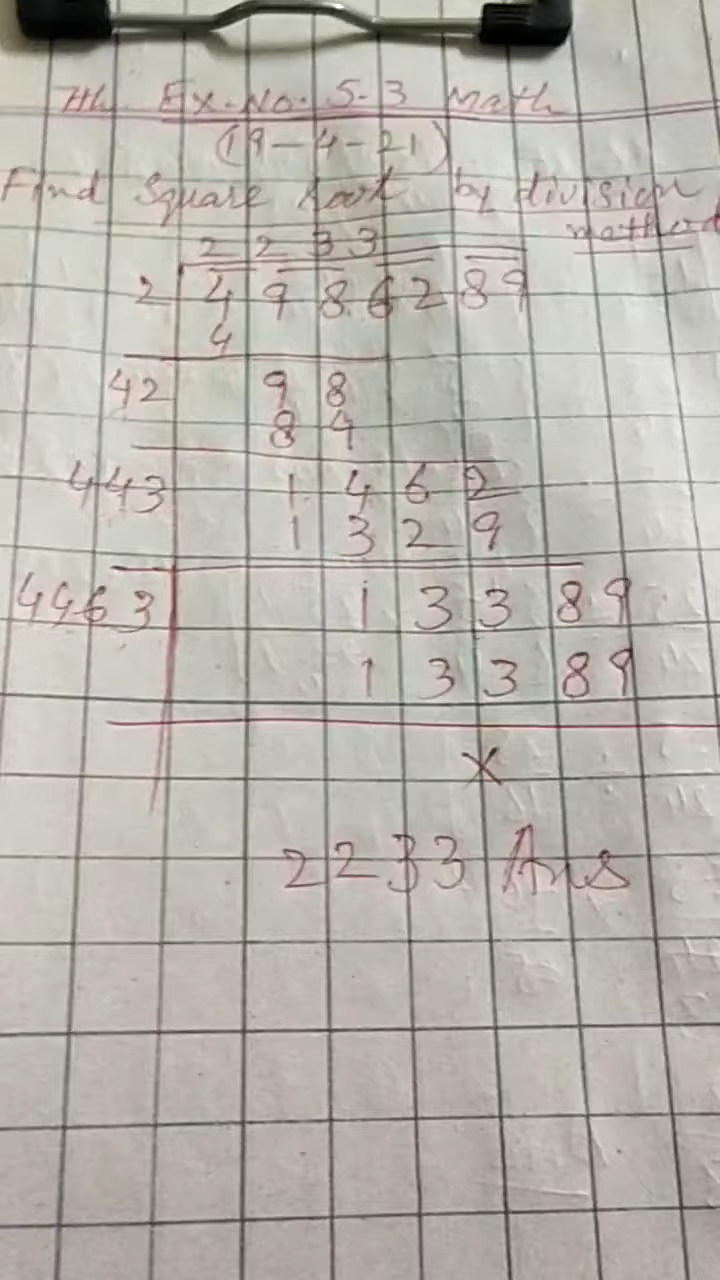 7th Ex. No. 5.3 Math
(19-4-21)
Find Square Root by division
method
2 2 3 3
2 4 9 8 6 2 8 9
4
42 9 8
8 4
443 1 4 6 2
1 3 2 9
4463 1 3 3 8 9
1 3 3 8 9
X
2233 Ans